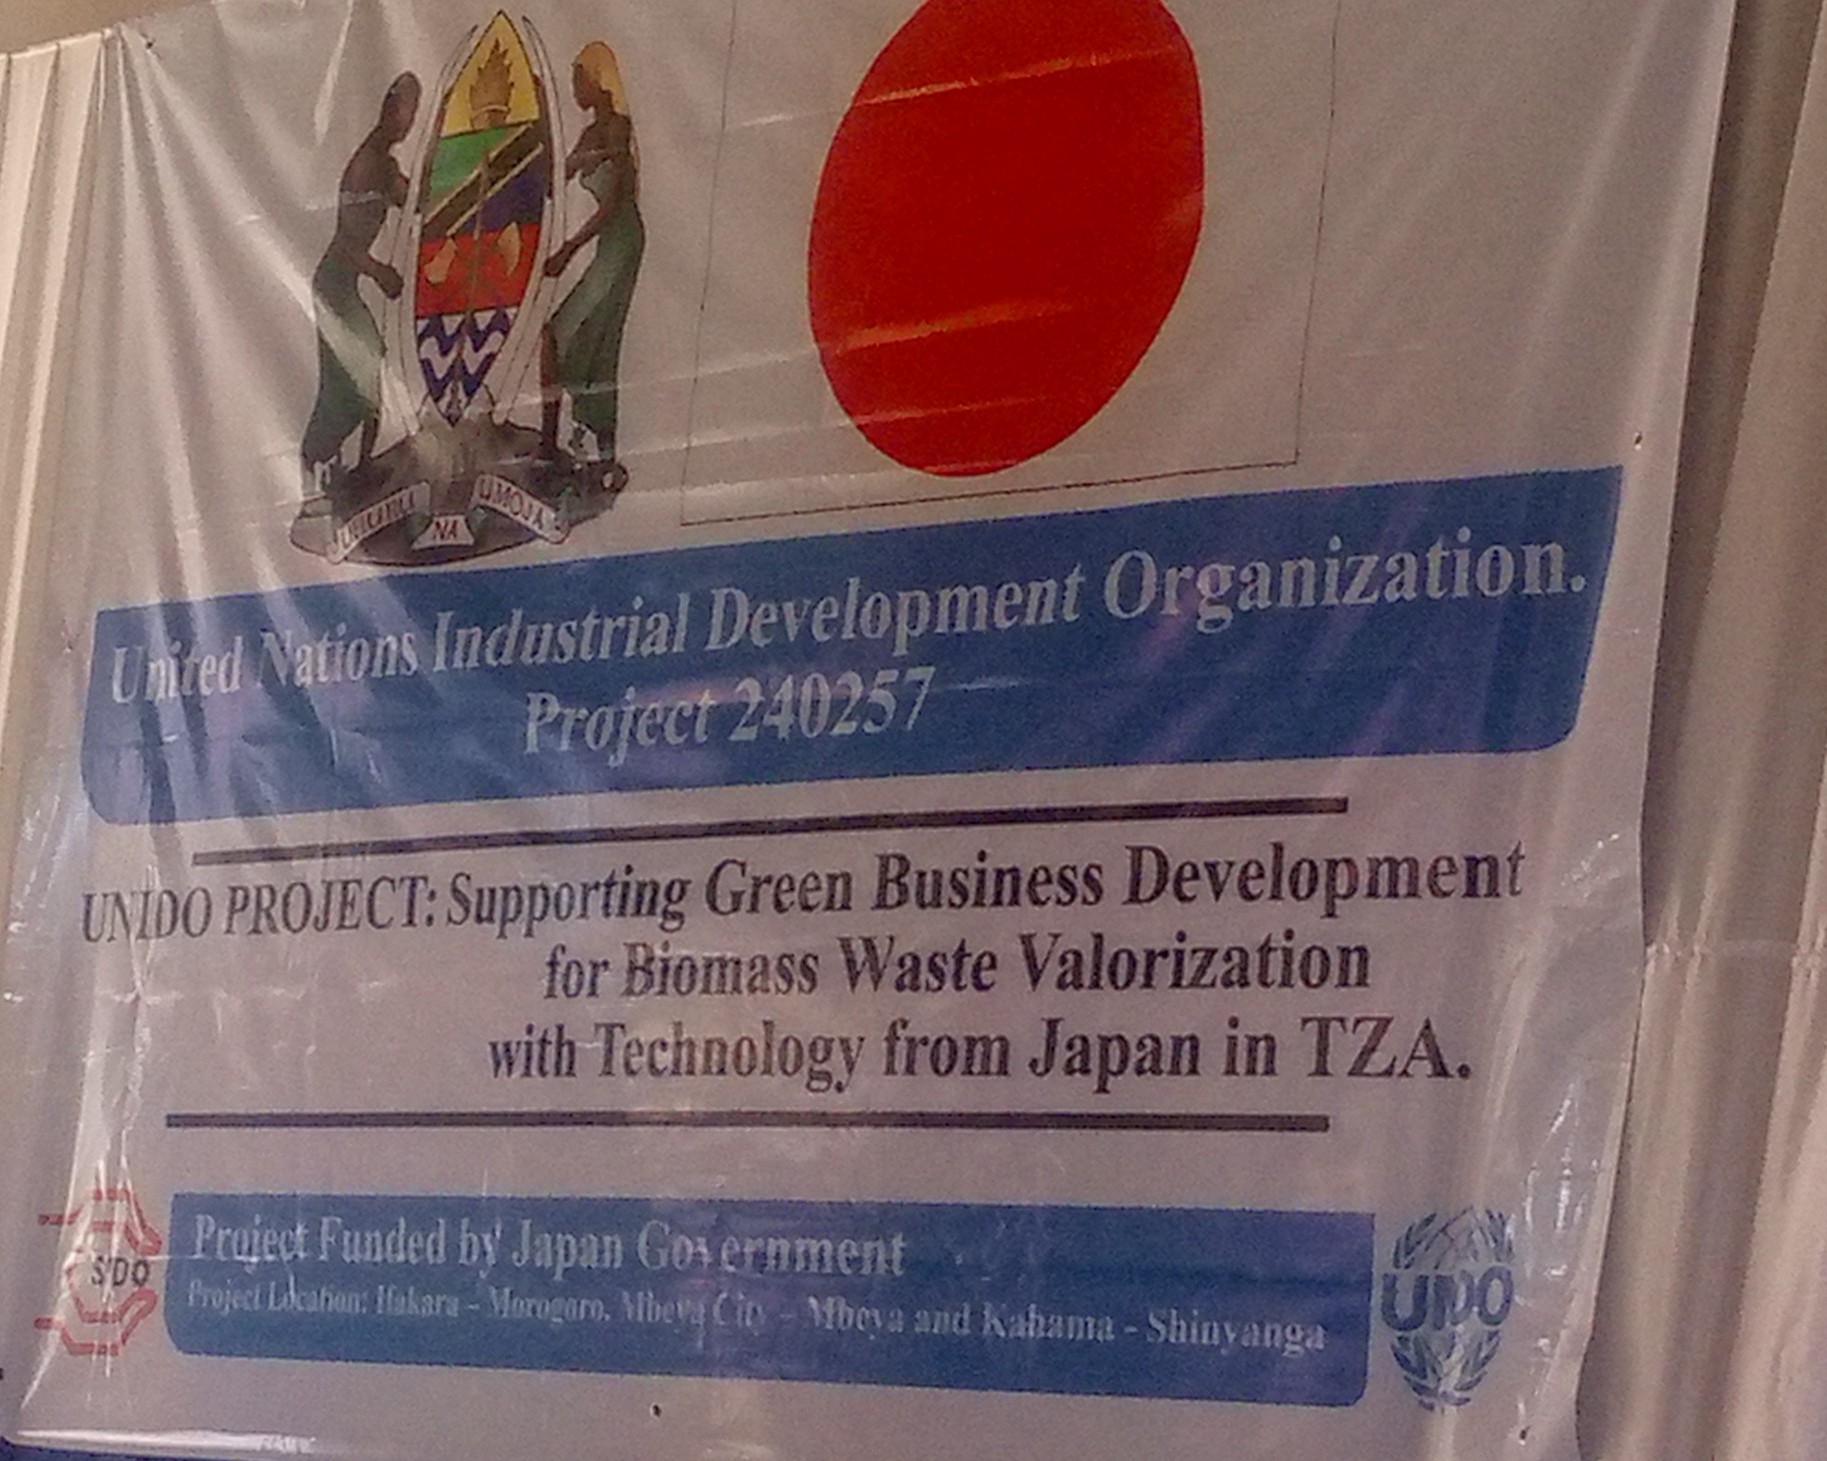 UHURU NA UMOJA
United Nations Industrial Development Organization.
Project 240257
UNIDO PROJECT: Supporting Green Business Development
for Biomass Waste Valorization
with Technology from Japan in TZA.
SIDO
Project Funded by Japan Government
Project Location: Ifakara - Morogoro, Mbeya City - Mbeya and Kahama - Shinyanga
UNIDO